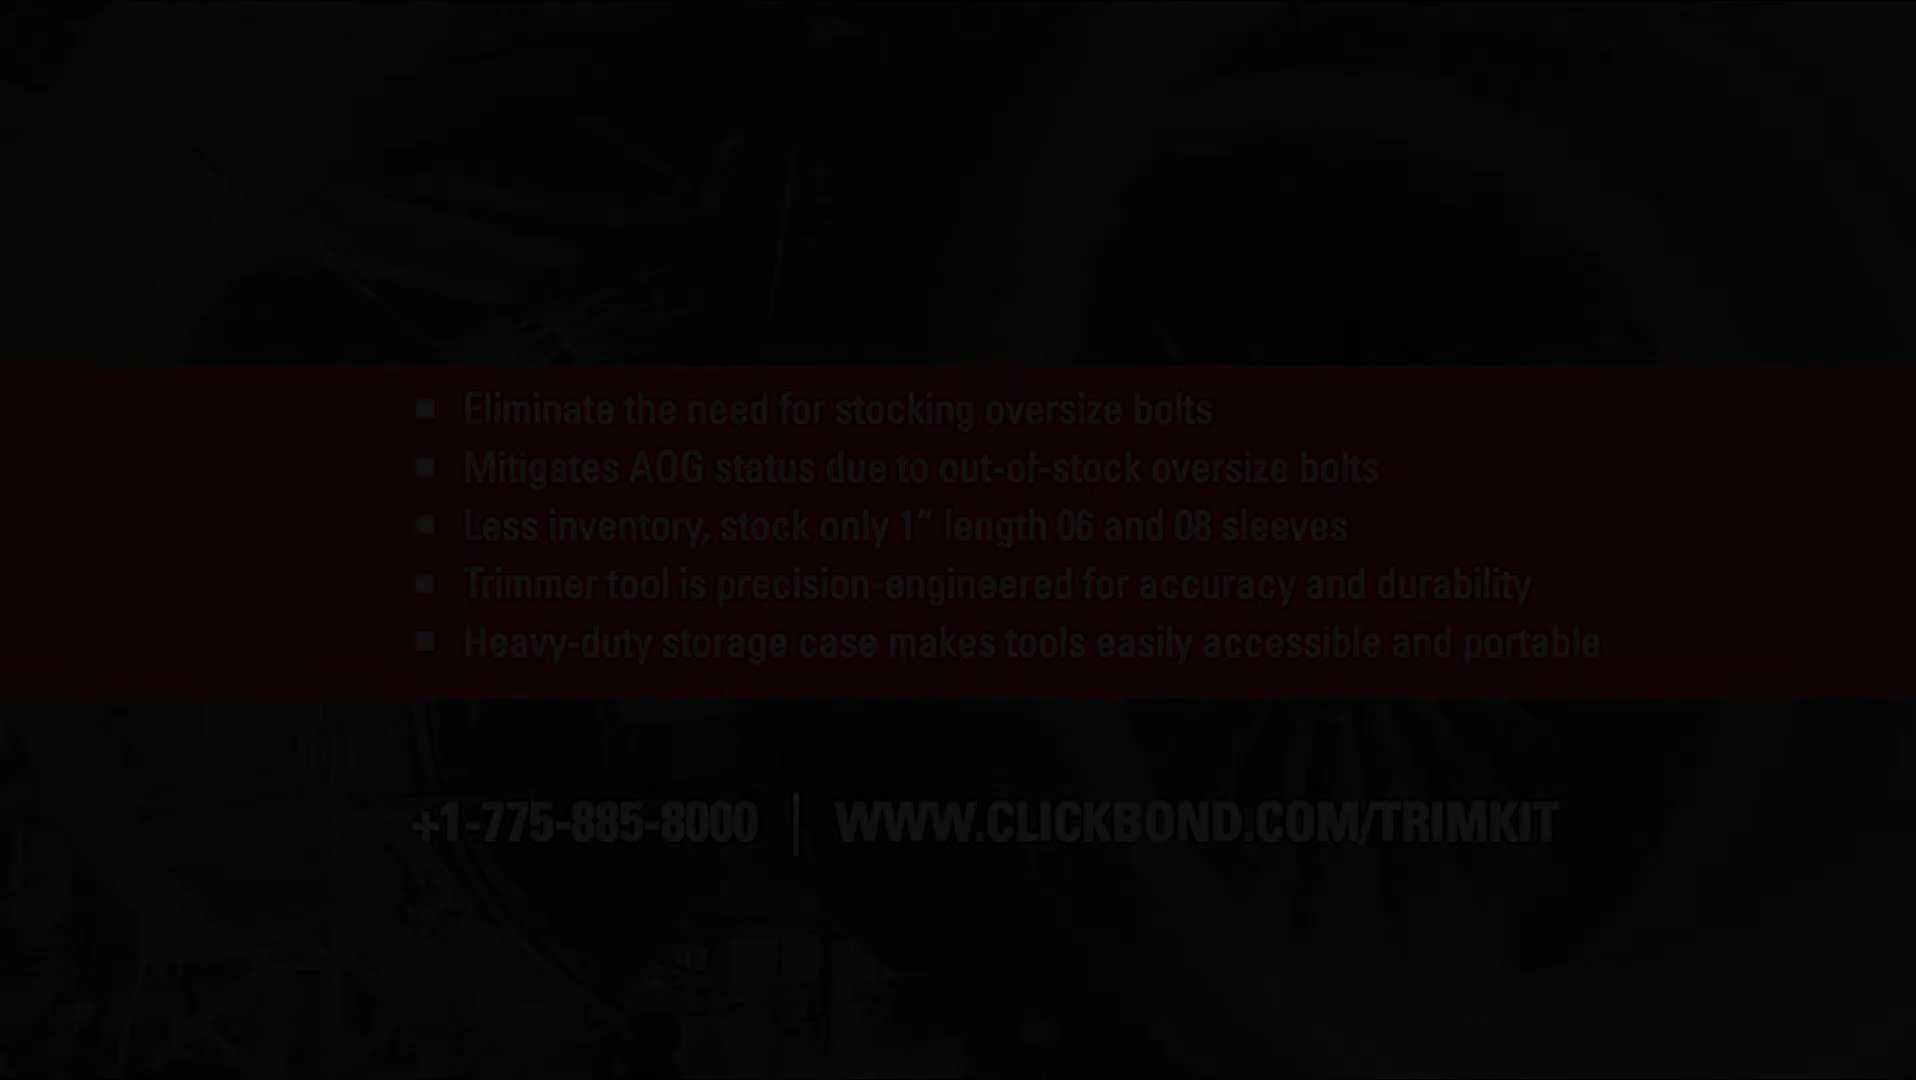 ▪ Eliminate the need for stocking oversize bolts
▪ Mitigates AOG status due to out-of-stock oversize bolts
▪ Less inventory, stock only 1” length 06 and 08 sleeves
▪ Trimmer tool is precision-engineered for accuracy and durability
▪ Heavy-duty storage case makes tools easily accessible and portable
+1-775-885-8000 | WWW.CLICKBOND.COM/TRIMKIT